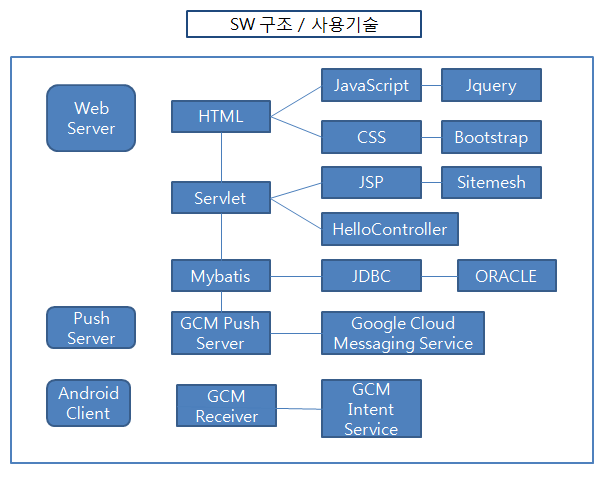 SW 구조 / 사용기술
Web
Server
HTML
JavaScript
Jquery
CSS
Bootstrap
Servlet
JSP
Sitemesh
HelloController
Mybatis
JDBC
ORACLE
Push
Server
GCM Push
Server
Google Cloud
Messaging Service
Android
Client
GCM
Receiver
GCM
Intent
Service